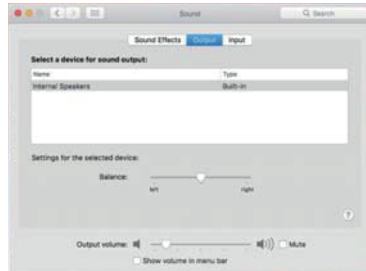 Sound
Search
Sound Effects Output Input
Select a device for sound output:
Name Type
Internal Speakers Built-in
Settings for the selected device:
Balance:
left right
?
Output volume: Mute
Show volume in menu bar